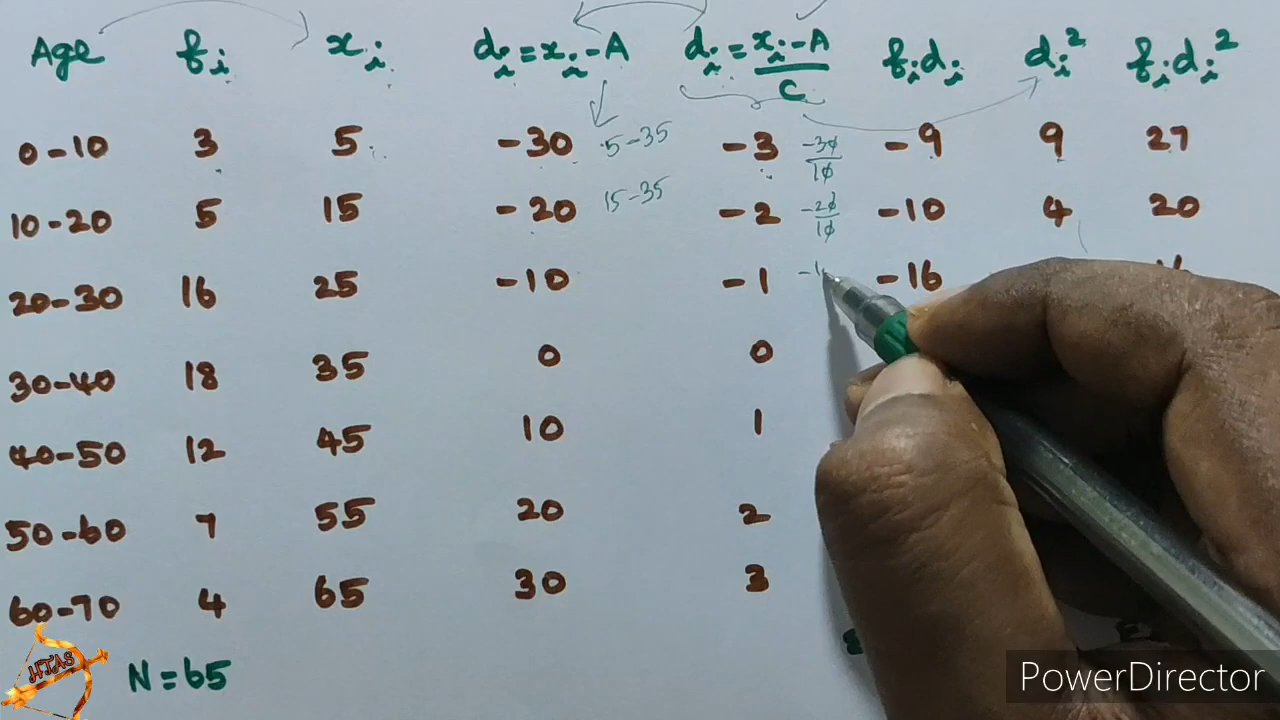 Age fᵢ xᵢ dᵢ = xᵢ - A dᵢ = xᵢ - A / C fᵢdᵢ dᵢ² fᵢdᵢ²
0-10 3 5 -30 5-35 -3 -30/10 -9 9 27
10-20 5 15 -20 15-35 -2 -20/10 -10 4 20
20-30 16 25 -10 -1 -16
30-40 18 35 0 0
40-50 12 45 10 1
50-60 7 55 20 2
60-70 4 65 30 3
HTAS
N = 65
PowerDirector